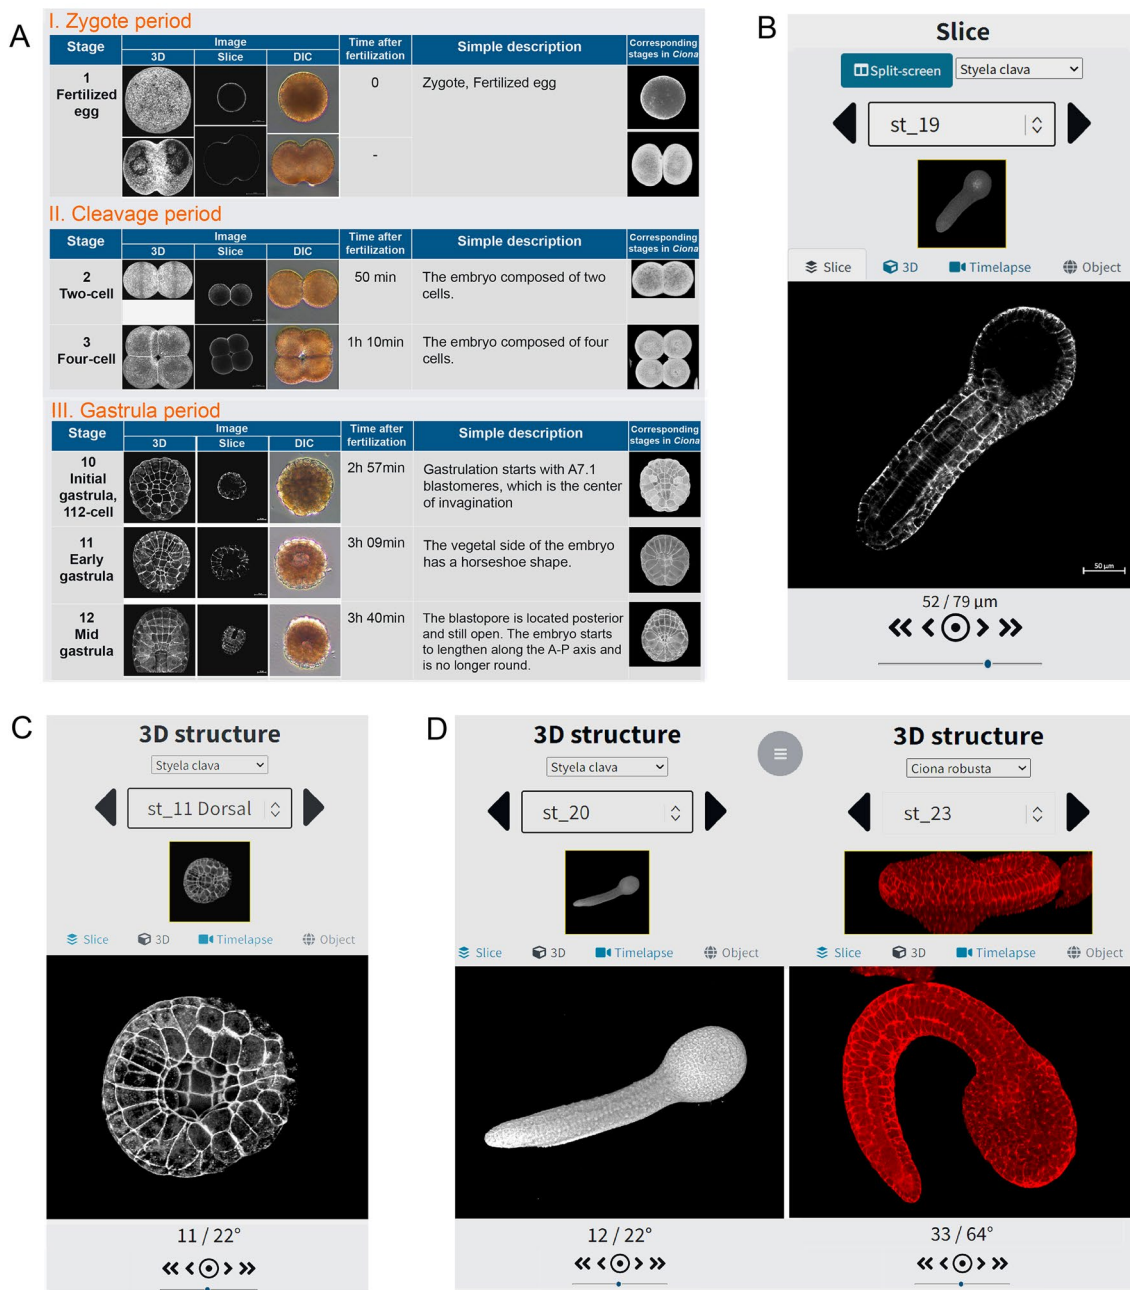 A
I. Zygote period
Stage
Image
3D
Slice
DIC
Time after
fertilization
Simple description
Corresponding
stages in Ciona
1
Fertilized
egg
0
Zygote, Fertilized egg
-
II. Cleavage period
Stage
Image
3D
Slice
DIC
Time after
fertilization
Simple description
Corresponding
stages in Ciona
2
Two-cell
50 min
The embryo composed of two
cells.
3
Four-cell
1h 10min
The embryo composed of four
cells.
III. Gastrula period
Stage
Image
3D
Slice
DIC
Time after
fertilization
Simple description
Corresponding
stages in Ciona
10
Initial
gastrula,
112-cell
2h 57min
Gastrulation starts with A7.1
blastomeres, which is the center
of invagination
11
Early
gastrula
3h 09min
The vegetal side of the embryo
has a horseshoe shape.
12
Mid
gastrula
3h 40min
The blastopore is located posterior
and still open. The embryo starts
to lengthen along the A-P axis and
is no longer round.
B
Slice
Split-screen
Styela clava
st_19
Slice 3D Timelapse Object
50 µm
52 / 79 µm
C
3D structure
Styela clava
st_11 Dorsal
Slice 3D Timelapse Object
11 / 22°
D
3D structure
Styela clava
st_20
Slice 3D Timelapse Object
12 / 22°
3D structure
Ciona robusta
st_23
Slice 3D Timelapse Object
33 / 64°